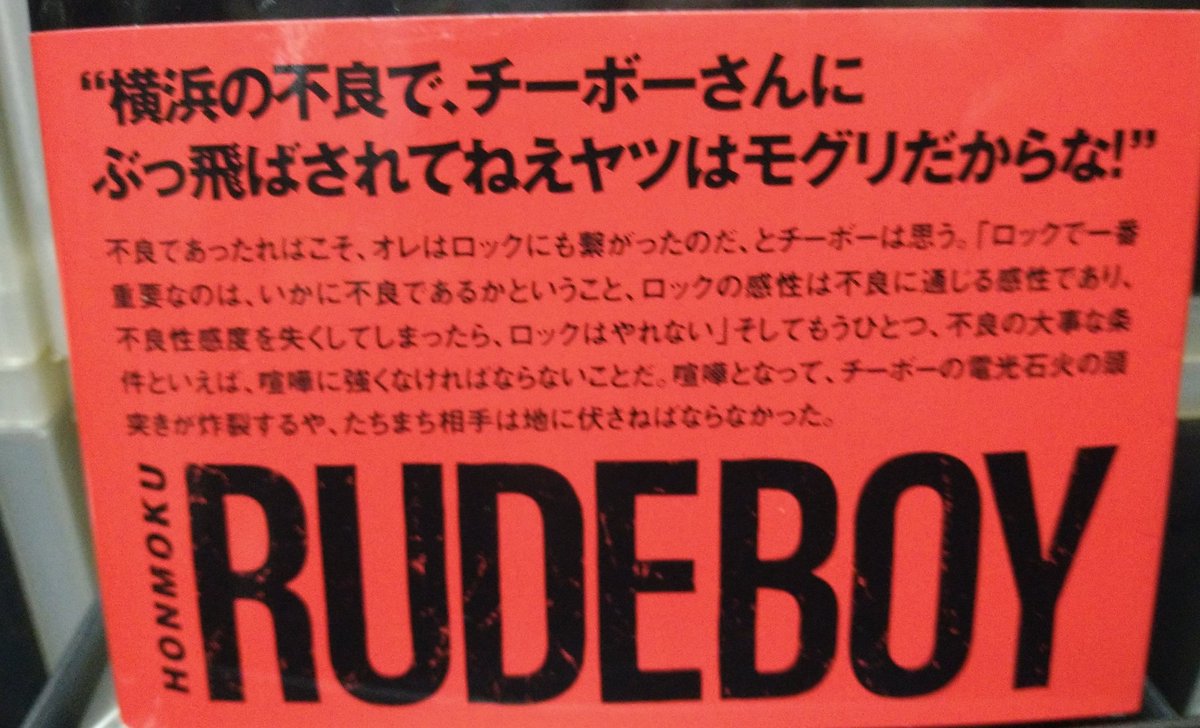 “横浜の不良で、チーボーさんに
ぶっ飛ばされてねえヤツはモグリだからな!”
不良であったればこそ、オレはロックにも繋がったのだ、とチーボーは思う。「ロックで一番
重要なのは、いかに不良であるかということ、ロックの感性は不良に通じる感性であり、
不良性感度を失くしてしまったら、ロックはやれない」そしてもうひとつ、不良の大事な条
件といえば、喧嘩に強くなければならないことだ。喧嘩となって、チーボーの電光石火の頭
突きが炸裂するや、たちまち相手は地に伏さねばならなかった。
HONMOKU
RUDEBOY